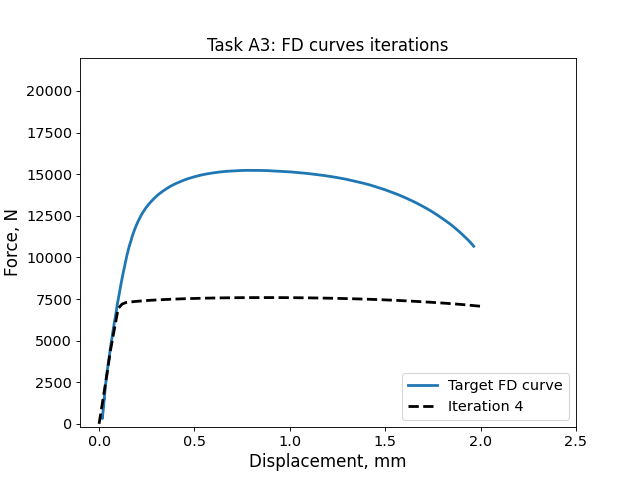 Task A3: FD curves iterations
20000
17500
15000
12500
10000
7500
5000
2500
0
Force, N
0.0 0.5 1.0 1.5 2.0 2.5
Displacement, mm
Target FD curve
Iteration 4